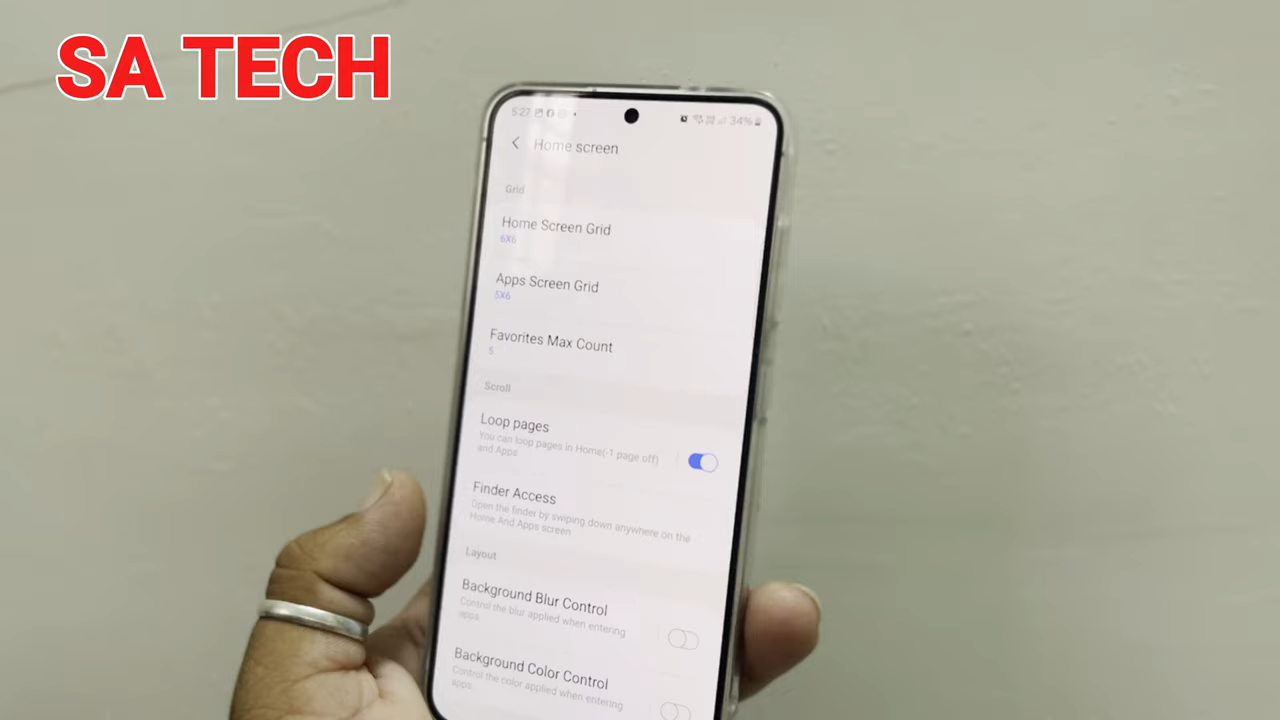 SA TECH
5:27
34%
Home screen
Grid
Home Screen Grid
6X6
Apps Screen Grid
5X6
Favorites Max Count
5
Scroll
Loop pages
You can loop pages in Home(-1 page off)
and Apps
Finder Access
Open the finder by swiping down anywhere on the
Home And Apps screen
Layout
Background Blur Control
Control the blur applied when entering
apps
Background Color Control
Control the color applied when entering
apps